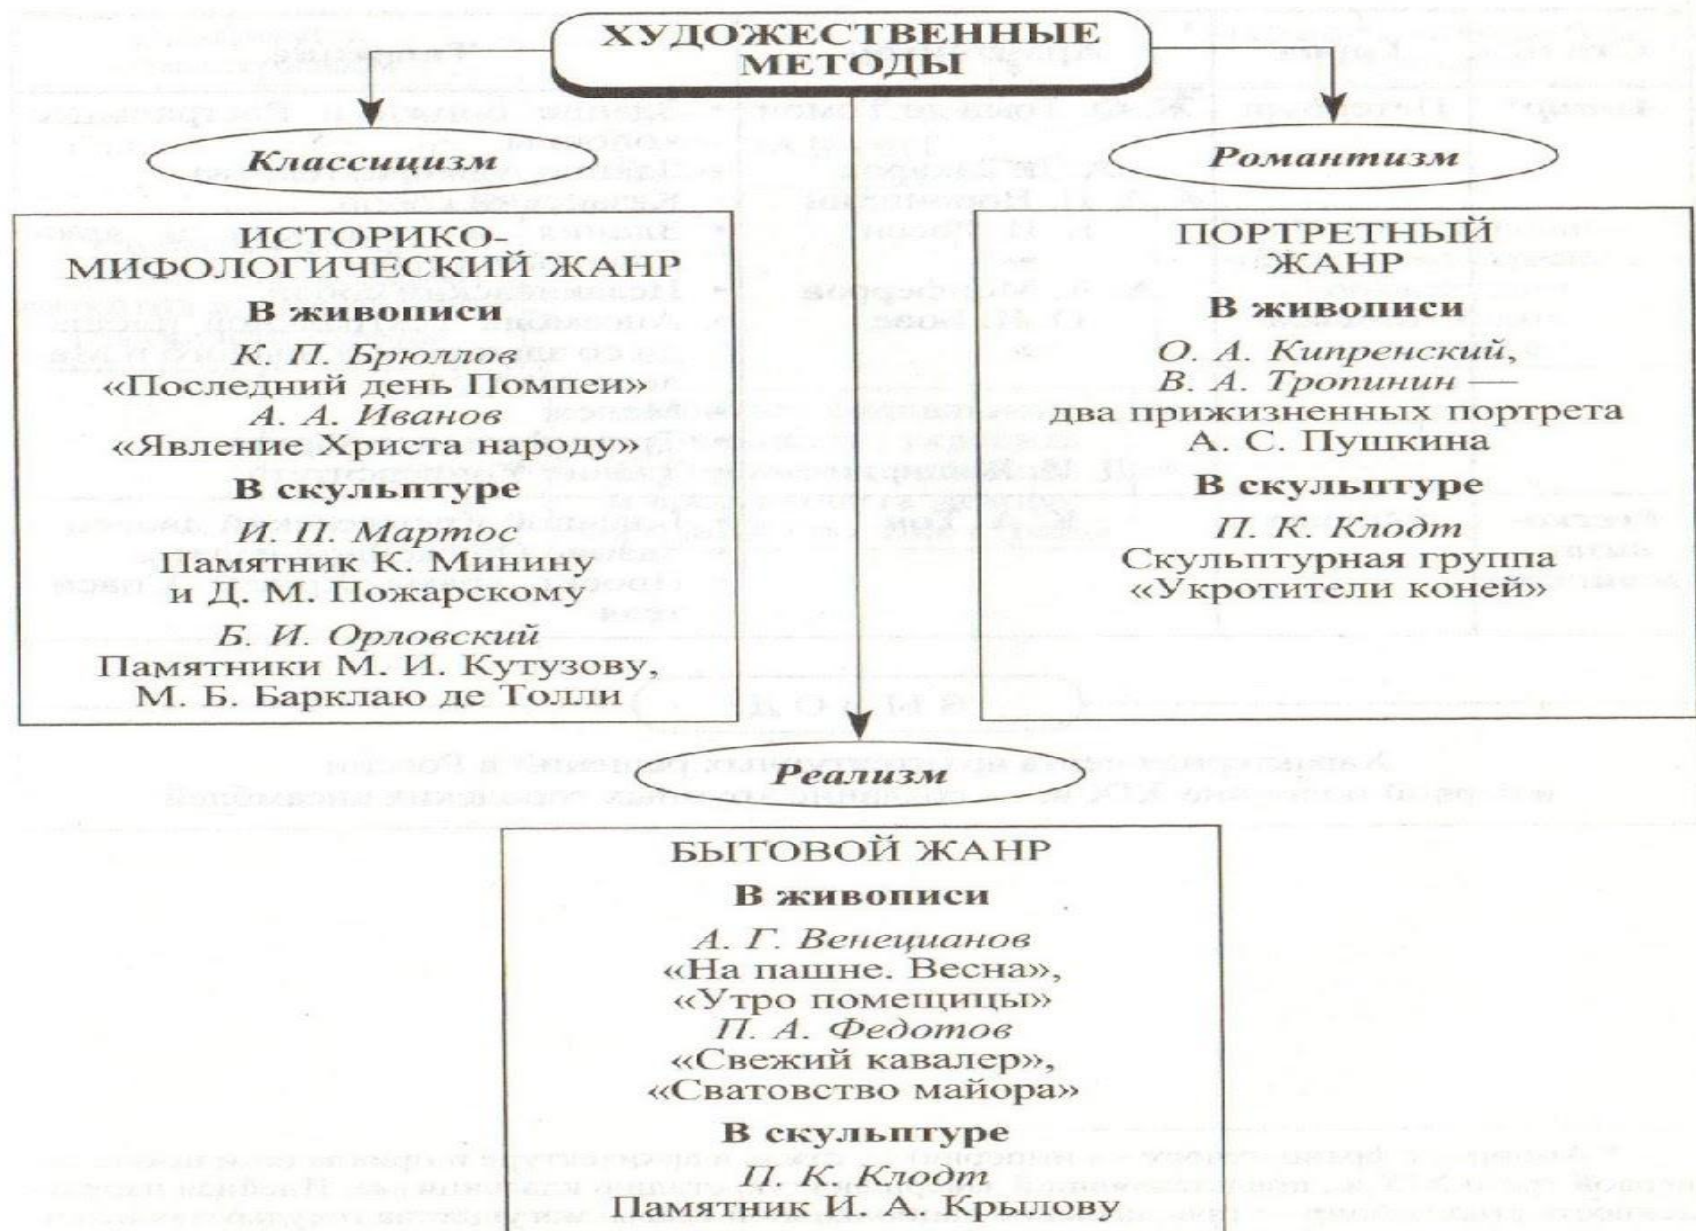 ХУДОЖЕСТВЕННЫЕ
МЕТОДЫ
Классицизм
Романтизм
ИСТОРИКО-
МИФОЛОГИЧЕСКИЙ ЖАНР
В живописи
К. П. Брюллов
«Последний день Помпеи»
А. А. Иванов
«Явление Христа народу»
В скульптуре
И. П. Мартос
Памятник К. Минину
и Д. М. Пожарскому
Б. И. Орловский
Памятники М. И. Кутузову,
М. Б. Барклаю де Толли
ПОРТРЕТНЫЙ
ЖАНР
В живописи
О. А. Кипренский,
В. А. Тропинин —
два прижизненных портрета
А. С. Пушкина
В скульптуре
П. К. Клодт
Скульптурная группа
«Укротители коней»
Реализм
БЫТОВОЙ ЖАНР
В живописи
А. Г. Венецианов
«На пашне. Весна»,
«Утро помещицы»
П. А. Федотов
«Свежий кавалер»,
«Сватовство майора»
В скульптуре
П. К. Клодт
Памятник И. А. Крылову